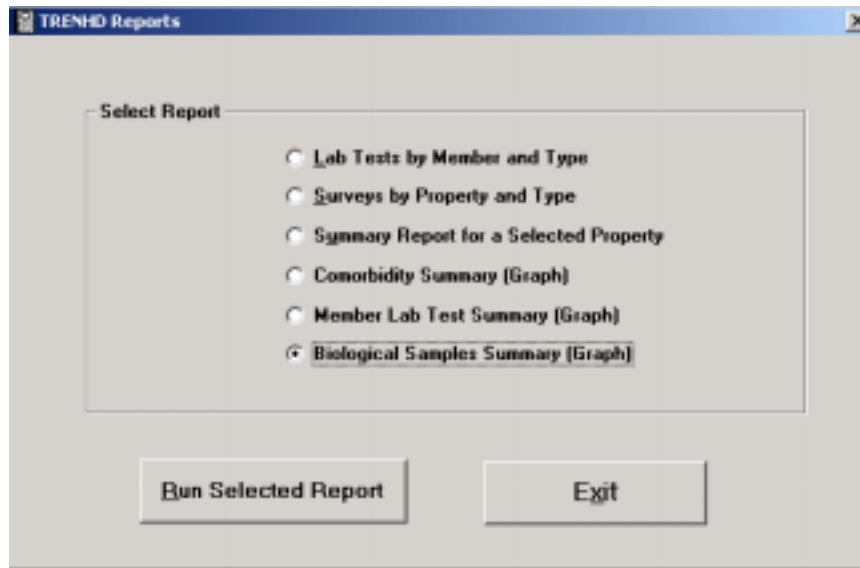 TRENHD Reports
Select Report
Lab Tests by Member and Type
Surveys by Property and Type
Summary Report for a Selected Property
Comorbidity Summary (Graph)
Member Lab Test Summary (Graph)
Biological Samples Summary (Graph)
Run Selected Report
Exit